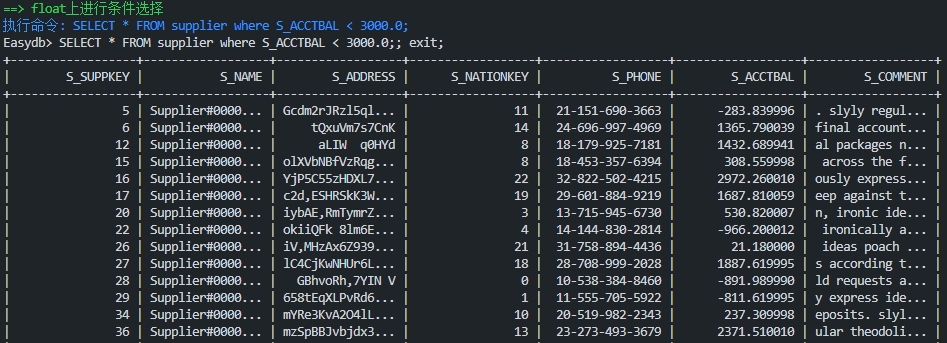 ==> float上进行条件选择
执行命令: SELECT * FROM supplier where S_ACCTBAL < 3000.0;
Easydb> SELECT * FROM supplier where S_ACCTBAL < 3000.0;; exit;
+------------------+------------------+------------------+------------------+------------------+------------------+------------------+
| S_SUPPKEY | S_NAME | S_ADDRESS | S_NATIONKEY | S_PHONE | S_ACCTBAL | S_COMMENT |
+------------------+------------------+------------------+------------------+------------------+------------------+------------------+
| 5 | Supplier#0000... | Gcdm2rJRzl5ql... | 11 | 21-151-690-3663 | -283.839996 | . slyly regul... |
| 6 | Supplier#0000... | tQxuVm7s7CnK | 14 | 24-696-997-4969 | 1365.790039 | final account... |
| 12 | Supplier#0000... | aLIW q0HYd | 8 | 18-179-925-7181 | 1432.689941 | al packages n... |
| 15 | Supplier#0000... | olXVbNBfVzRqg... | 8 | 18-453-357-6394 | 308.559998 | across the f... |
| 16 | Supplier#0000... | YjP5C55zHDXL7... | 22 | 32-822-502-4215 | 2972.260010 | ously express... |
| 17 | Supplier#0000... | c2d,ESHRSkK3W... | 19 | 29-601-884-9219 | 1687.810059 | eep against t... |
| 20 | Supplier#0000... | iybAE,RmTymrZ... | 3 | 13-715-945-6730 | 530.820007 | n, ironic ide... |
| 22 | Supplier#0000... | okiiQFk 8lm6E... | 4 | 14-144-830-2814 | -966.200012 | ironically a... |
| 26 | Supplier#0000... | iV,MHzAx6Z939... | 21 | 31-758-894-4436 | 21.180000 | ideas poach ... |
| 27 | Supplier#0000... | lC4CjKwNHUr6L... | 18 | 28-708-999-2028 | 1887.619995 | s according t... |
| 28 | Supplier#0000... | GBhvoRh,7YIN V | 0 | 10-538-384-8460 | -891.989990 | ld requests a... |
| 29 | Supplier#0000... | 658tEqXLPvRd6... | 1 | 11-555-705-5922 | -811.619995 | y express ide... |
| 34 | Supplier#0000... | mYRe3KvA2O4lL... | 10 | 20-519-982-2343 | 237.309998 | eposits. slyl... |
| 36 | Supplier#0000... | mzSpBBJvbjdx3... | 13 | 23-273-493-3679 | 2371.510010 | ular theodoli... |